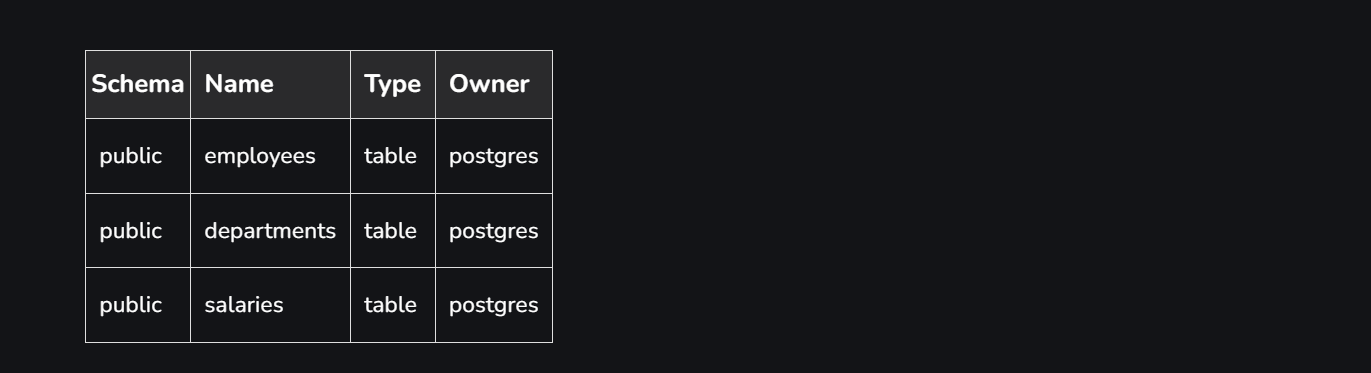 Schema Name Type Owner
public employees table postgres
public departments table postgres
public salaries table postgres